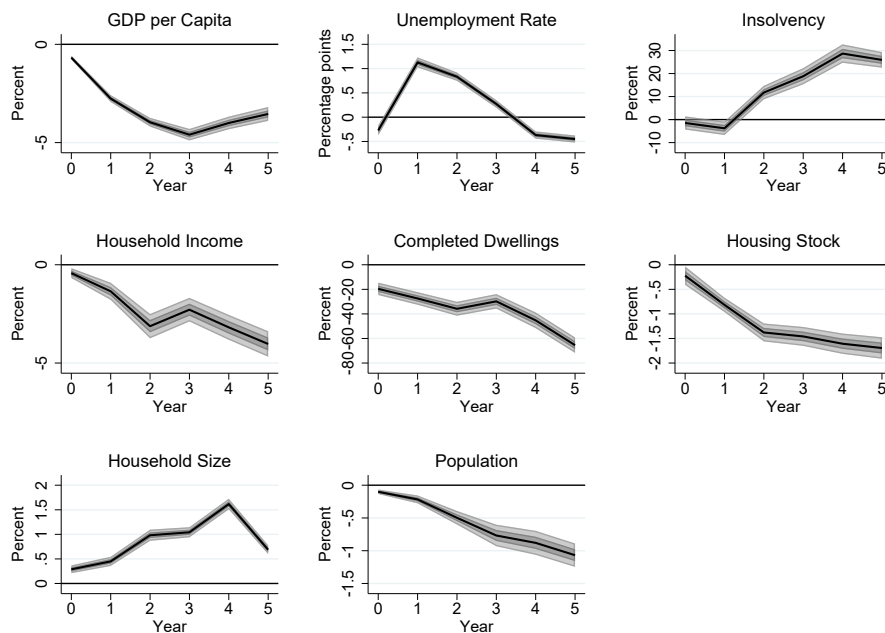 GDP per Capita
Percent
0
-5
0 1 2 3 4 5
Year
Unemployment Rate
Percentage points
1.5
1
.5
0
-.5
0 1 2 3 4 5
Year
Insolvency
Percent
30
20
10
0
-10
0 1 2 3 4 5
Year
Household Income
Percent
0
-5
0 1 2 3 4 5
Year
Completed Dwellings
Percent
0
-20
-40
-60
-80
0 1 2 3 4 5
Year
Housing Stock
Percent
0
-.5
-1
-1.5
-2
0 1 2 3 4 5
Year
Household Size
Percent
2
1.5
1
.5
0
0 1 2 3 4 5
Year
Population
Percent
0
-.5
-1
-1.5
0 1 2 3 4 5
Year